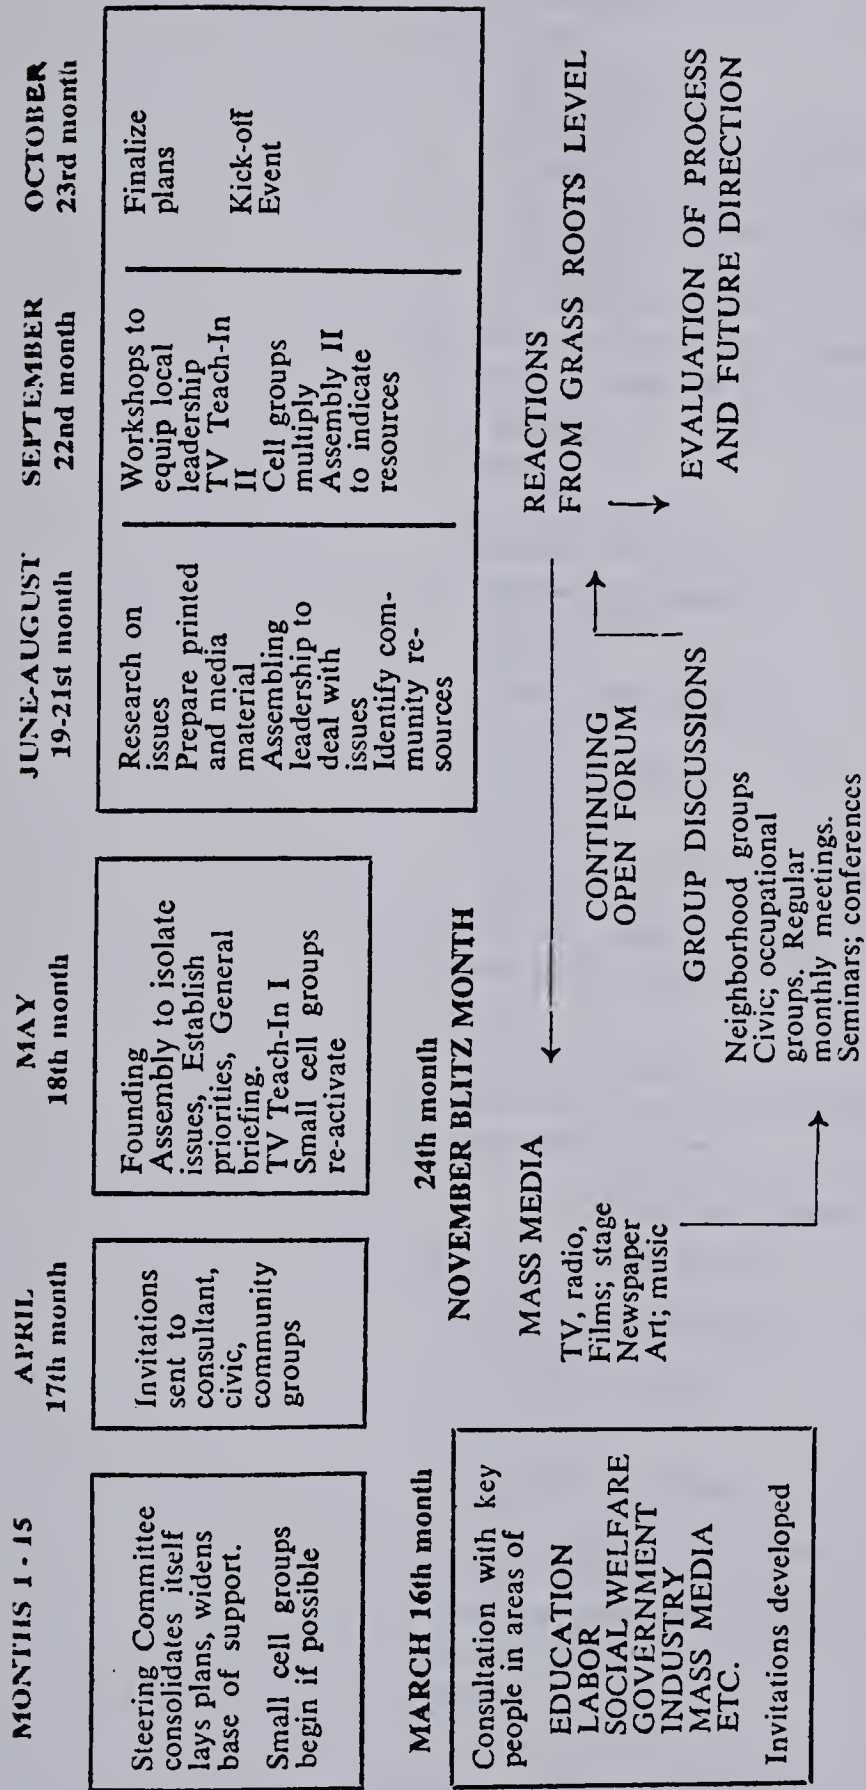 MONTHS 1 - 15
Steering Committee
consolidates itself
lays plans, widens
base of support.
Small cell groups
begin if possible
MARCH 16th month
Consultation with key
people in areas of
EDUCATION
LABOR
SOCIAL WELFARE
GOVERNMENT
INDUSTRY
MASS MEDIA
ETC.
Invitations developed
APRIL
17th month
Invitations
sent to
consultant,
civic,
community
groups
MAY
18th month
Founding
Assembly to isolate
issues, Establish
priorities, General
briefing.
TV Teach-In I
Small cell groups
re-activate
JUNE-AUGUST
19-21st month
Research on
issues
Prepare printed
and media
material
Assembling
leadership to
deal with
issues
Identify com-
munity re-
sources
SEPTEMBER
22nd month
Workshops to
equip local
leadership
TV Teach-In
II
Cell groups
multiply
Assembly II
to indicate
resources
OCTOBER
23rd month
Finalize
plans
Kick-off
Event
24th month
NOVEMBER BLITZ MONTH
MASS MEDIA
TV, radio,
Films; stage
Newspaper
Art; music
CONTINUING
OPEN FORUM
GROUP DISCUSSIONS
Neighborhood groups
Civic; occupational
groups. Regular
monthly meetings.
Seminars; conferences
REACTIONS
FROM GRASS ROOTS LEVEL
EVALUATION OF PROCESS
AND FUTURE DIRECTION